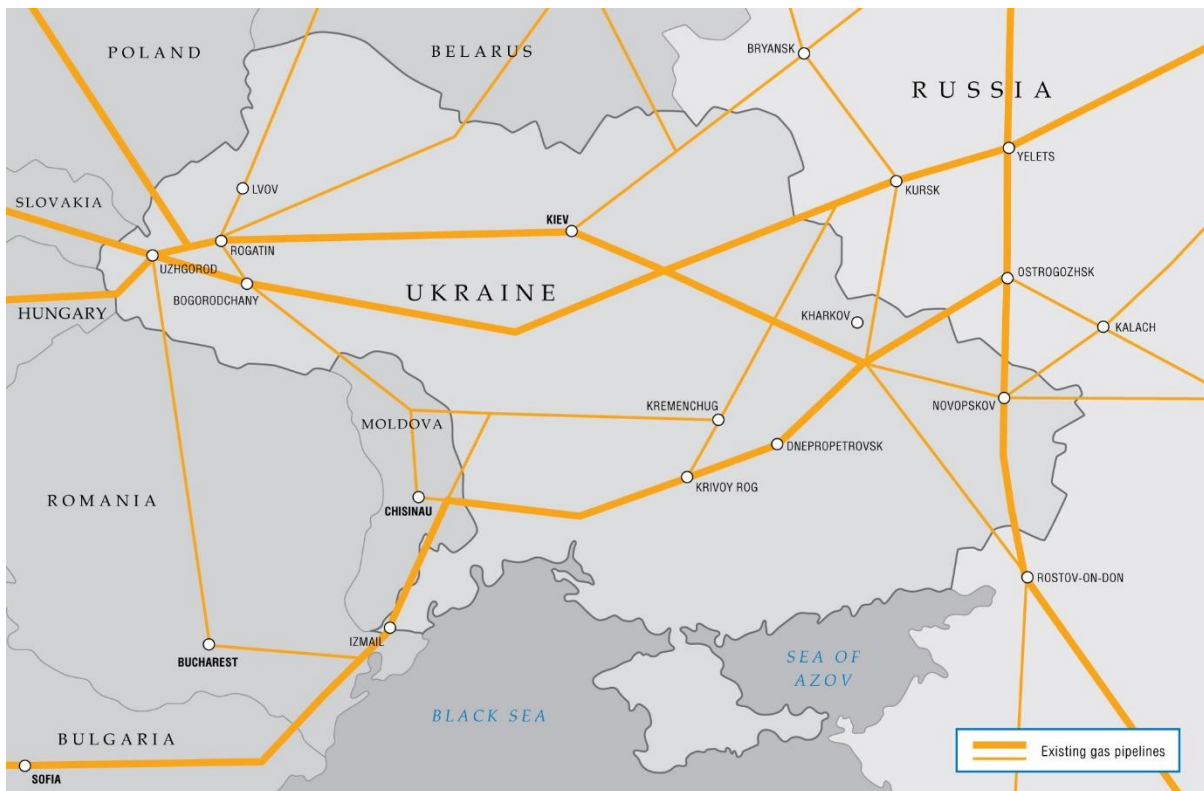 POLAND
BELARUS
BRYANSK
RUSSIA
YELETS
SLOVAKIA
LVOV
KURSK
KIEV
ROGATIN
UZHGOROD
OSTROGOZHSK
BOGORODCHANY
UKRAINE
HUNGARY
KHARKOV
KALACH
NOVOPSKOV
KREMENCHUG
MOLDOVA
DNEPROPETROVSK
KRIVOY ROG
ROMANIA
CHISINAU
ROSTOV-ON-DON
IZMAIL
BUCHAREST
SEA OF
AZOV
BLACK SEA
BULGARIA
Existing gas pipelines
SOFIA